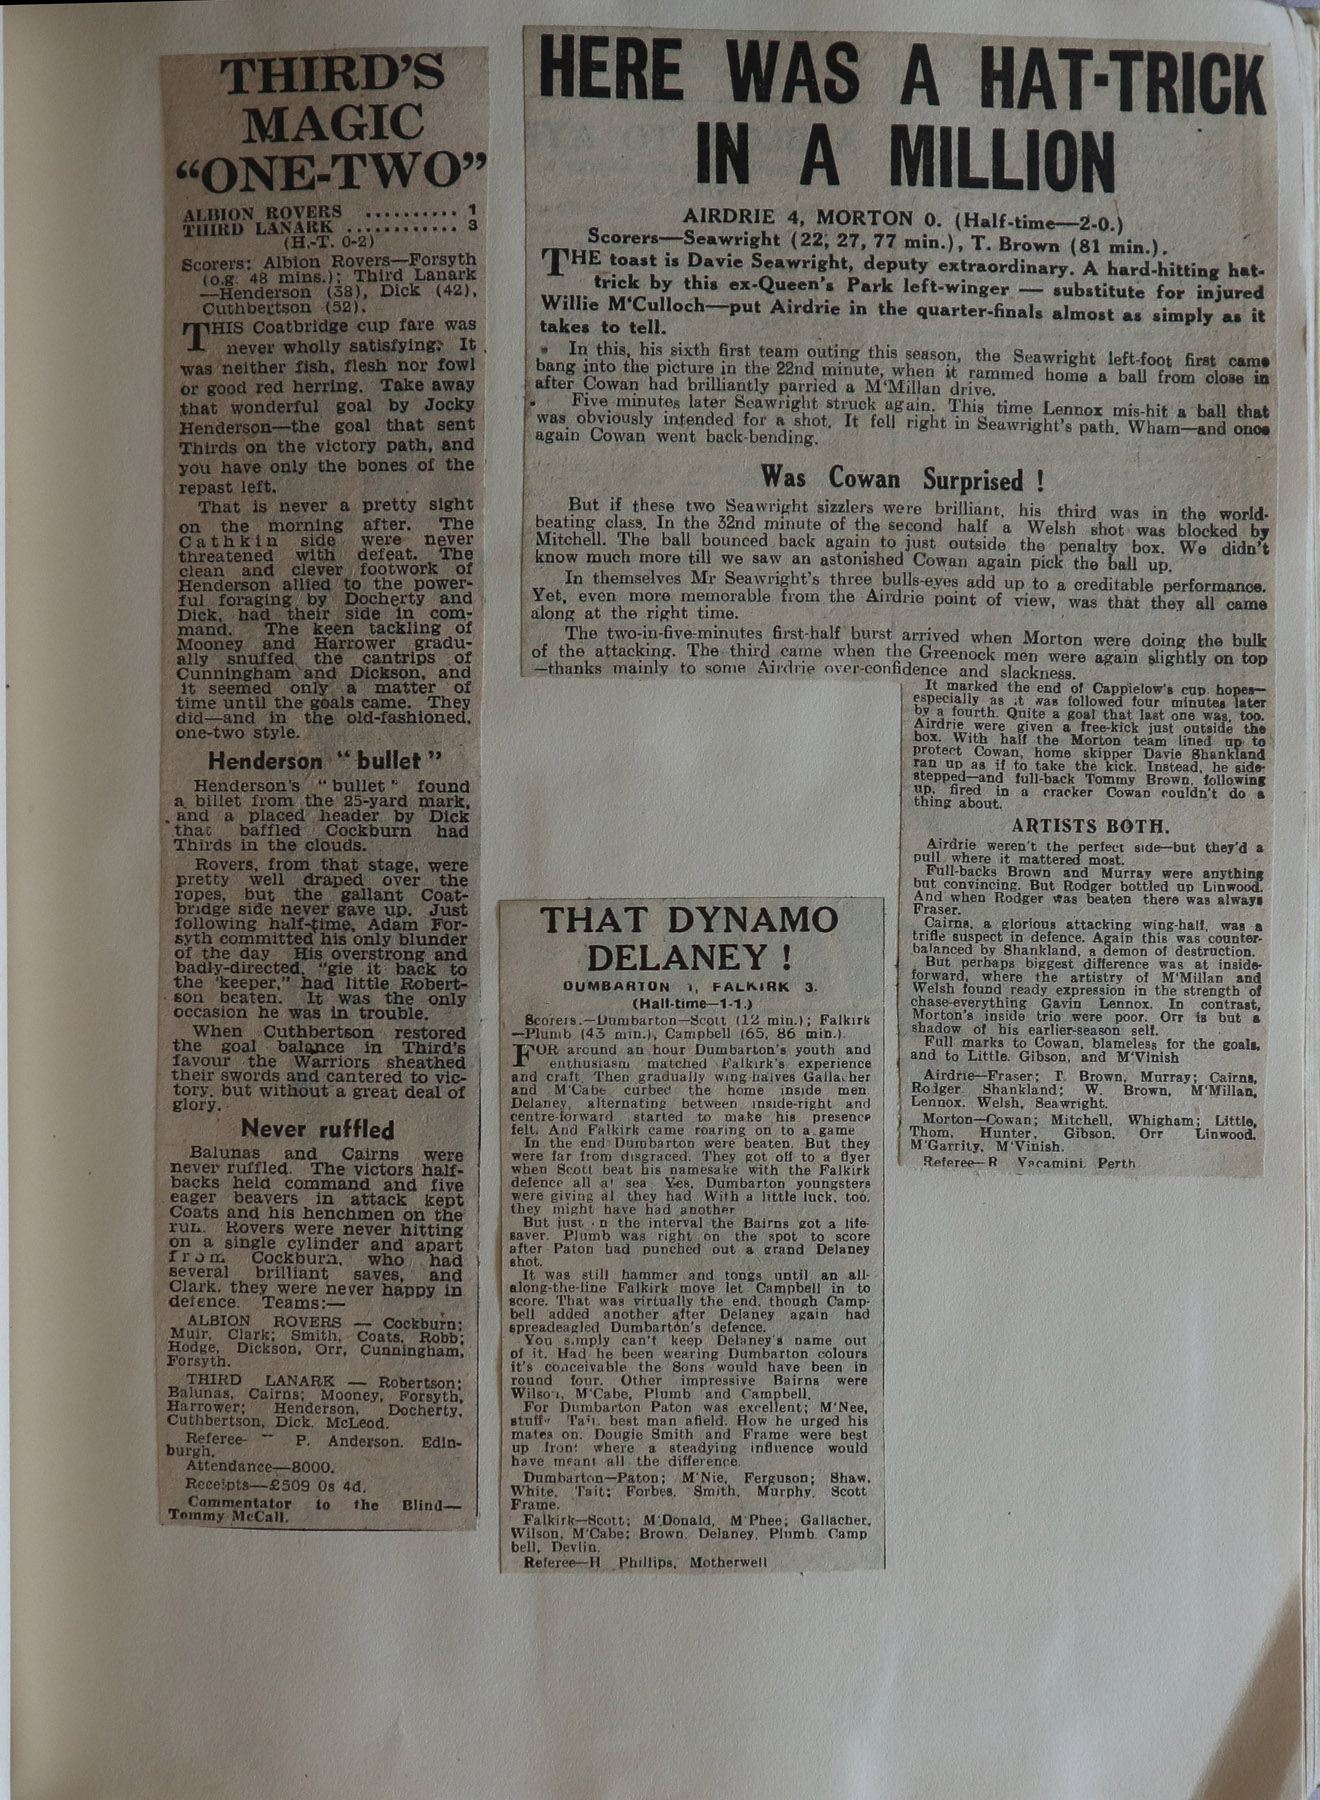 THIRD'S
MAGIC
“ONE-TWO”
ALBION ROVERS .......... 1
THIRD LANARK ............ 3
(H.-T. 0-2)
Scorers: Albion Rovers—Forsyth
(o.g. 48 mins.); Third Lanark
—Henderson (38), Dick (42),
Cuthbertson (52).
THIS Coatbridge cup fare was
never wholly satisfying. It
was neither fish, flesh nor fowl
or good red herring. Take away
that wonderful goal by Jocky
Henderson—the goal that sent
Thirds on the victory path, and
you have only the bones of the
repast left.
That is never a pretty sight
on the morning after. The
Cathkin side were never
threatened with defeat. The
clean and clever footwork of
Henderson allied to the power-
ful foraging by Docherty and
Dick, had their side in com-
mand. The keen tackling of
Mooney and Harrower gradu-
ally snuffed the cantrips of
Cunningham and Dickson, and
it seemed only a matter of
time until the goals came. They
did—and in the old-fashioned,
one-two style.
Henderson “bullet”
Henderson's “bullet” found
a billet from the 25-yard mark,
and a placed header by Dick
that baffled Cockburn had
Thirds in the clouds.
Rovers, from that stage, were
pretty well draped over the
ropes, but the gallant Coat-
bridge side never gave up. Just
following half-time, Adam For-
syth committed his only blunder
of the day His overstrong and
badly-directed, “gie it back to
the 'keeper,” had little Robert-
son beaten. It was the only
occasion he was in trouble.
When Cuthbertson restored
the goal balance in Third's
favour the Warriors sheathed
their swords and cantered to vic-
tory, but without a great deal of
glory.
Never ruffled
Balunas and Cairns were
never ruffled. The victors half-
backs held command and five
eager beavers in attack kept
Coats and his henchmen on the
run. Rovers were never hitting
on a single cylinder and apart
from Cockburn, who had
several brilliant saves, and
Clark, they were never happy in
defence. Teams:—
ALBION ROVERS — Cockburn;
Muir, Clark; Smith, Coats, Robb;
Hodge, Dickson, Orr, Cunningham,
Forsyth.
THIRD LANARK — Robertson;
Balunas, Cairns; Mooney, Forsyth,
Harrower; Henderson, Docherty,
Cuthbertson, Dick, McLeod.
Referee- — P. Anderson. Edin-
burgh.
Attendance—8000.
Receipts—£509 0s 4d.
Commentator to the Blind—
Tommy McCall.
HERE WAS A HAT-TRICK
IN A MILLION
AIRDRIE 4, MORTON 0. (Half-time—2-0.)
Scorers—Seawright (22, 27, 77 min.), T. Brown (81 min.).
THE toast is Davie Seawright, deputy extraordinary. A hard-hitting hat-
trick by this ex-Queen's Park left-winger — substitute for injured
Willie M'Culloch—put Airdrie in the quarter-finals almost as simply as it
takes to tell.
In this, his sixth first team outing this season, the Seawright left-foot first came
bang into the picture in the 22nd minute, when it rammed home a ball from close in
after Cowan had brilliantly parried a M'Millan drive.
Five minutes later Seawright struck again. This time Lennox mis-hit a ball that
was obviously intended for a shot. It fell right in Seawright's path. Wham—and once
again Cowan went back-bending.
Was Cowan Surprised !
But if these two Seawright sizzlers were brilliant, his third was in the world-
beating class. In the 32nd minute of the second half a Welsh shot was blocked by
Mitchell. The ball bounced back again to just outside the penalty box. We didn't
know much more till we saw an astonished Cowan again pick the ball up.
In themselves Mr Seawright's three bulls-eyes add up to a creditable performance.
Yet, even more memorable from the Airdrie point of view, was that they all came
along at the right time.
The two-in-five-minutes first-half burst arrived when Morton were doing the bulk
of the attacking. The third came when the Greenock men were again slightly on top
—thanks mainly to some Airdrie over-confidence and slackness.
It marked the end of Cappielow's cup hopes—
especially as it was followed four minutes later
by a fourth. Quite a goal that last one was, too.
Airdrie were given a free-kick just outside the
box. With half the Morton team lined up to
protect Cowan, home skipper Davie Shankland
ran up as if to take the kick. Instead, he side-
stepped—and full-back Tommy Brown, following
up, fired in a cracker Cowan couldn't do a
thing about.
ARTISTS BOTH.
Airdrie weren't the perfect side—but they'd a
pull where it mattered most.
Full-backs Brown and Murray were anything
but convincing. But Rodger bottled up Linwood.
And when Rodger was beaten there was always
Fraser.
Cairns, a glorious attacking wing-half, was a
trifle suspect in defence. Again this was counter-
balanced by Shankland, a demon of destruction.
But perhaps biggest difference was at inside-
forward, where the artistry of M'Millan and
Welsh found ready expression in the strength of
chase-everything Gavin Lennox. In contrast,
Morton's inside trio were poor. Orr is but a
shadow of his earlier-season self.
Full marks to Cowan, blameless for the goals,
and to Little, Gibson, and M'Vinish
Airdrie—Fraser; T. Brown, Murray; Cairns,
Rodger, Shankland; W. Brown, M'Millan,
Lennox, Welsh, Seawright.
Morton—Cowan; Mitchell, Whigham; Little,
Thom, Hunter, Gibson, Orr Linwood,
M'Garrity, M'Vinish.
Referee—R Yacamini, Perth
THAT DYNAMO
DELANEY !
DUMBARTON 1, FALKIRK 3.
(Half-time—1-1.)
Scorers.—Dumbarton—Scott (12 min.); Falkirk
—Plumb (43 min.), Campbell (65, 86 min.)
FOR around an hour Dumbarton's youth and
enthusiasm matched Falkirk's experience
and craft. Then gradually wing-halves Gallacher
and M'Cabe curbed the home inside men.
Delaney, alternating between inside-right and
centre-forward started to make his presence
felt. And Falkirk came roaring on to a game
In the end Dumbarton were beaten. But they
were far from disgraced. They got off to a flyer
when Scott beat his namesake with the Falkirk
defence all at sea Yes, Dumbarton youngsters
were giving all they had With a little luck, too,
they might have had another
But just on the interval the Bairns got a life-
saver. Plumb was right on the spot to score
after Paton had punched out a grand Delaney
shot.
It was still hammer and tongs until an all-
along-the-line Falkirk move let Campbell in to
score. That was virtually the end, though Camp-
bell added another after Delaney again had
spreadeagled Dumbarton's defence.
You simply can't keep Delaney's name out
of it. Had he been wearing Dumbarton colours
it's conceivable the Sons would have been in
round four. Other impressive Bairns were
Wilson, M'Cabe, Plumb and Campbell.
For Dumbarton Paton was excellent; M'Nee,
stuffy Tait, best man afield. How he urged his
mates on. Dougie Smith and Frame were best
up front where a steadying influence would
have meant all the difference.
Dumbarton—Paton; M'Nie, Ferguson; Shaw,
White, Tait; Forbes, Smith, Murphy, Scott
Frame.
Falkirk—Scott; M'Donald, M'Phee; Gallacher,
Wilson, M'Cabe; Brown, Delaney, Plumb, Camp
bell, Devlin.
Referee—H Phillips, Motherwell